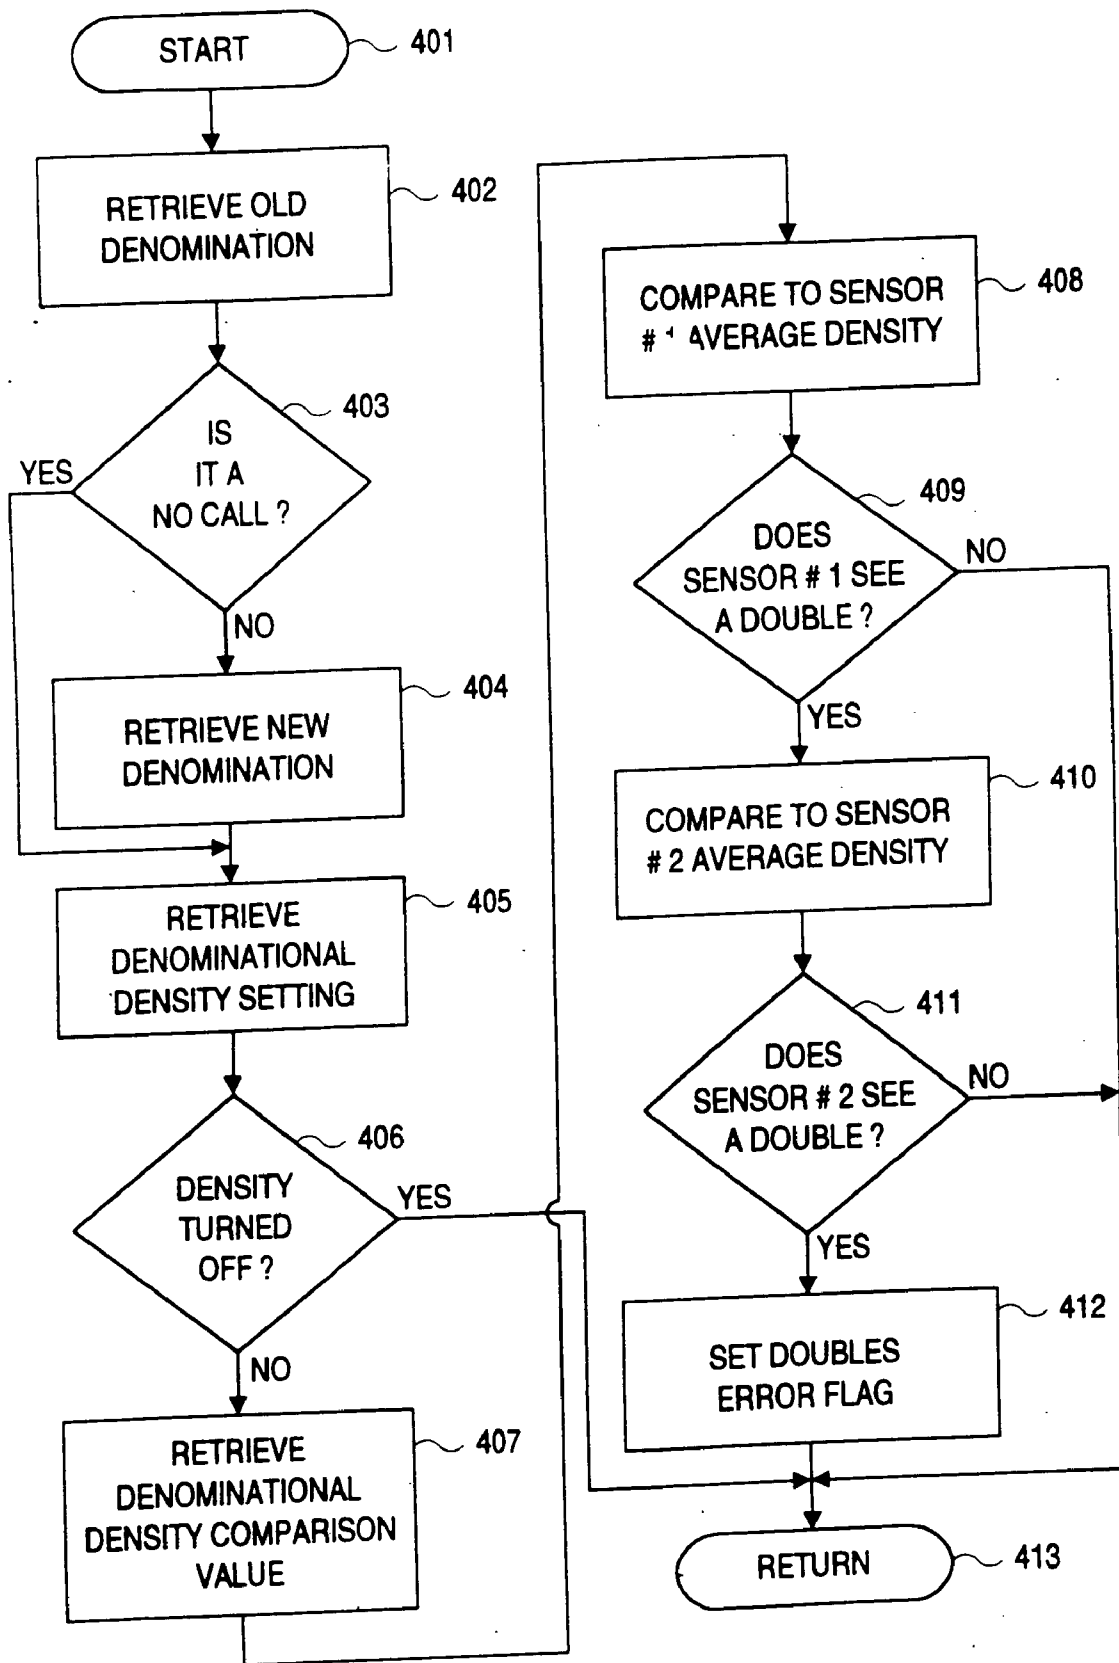 START
401
RETRIEVE OLD
DENOMINATION
402
IS
IT A
NO CALL ?
403
YES
NO
RETRIEVE NEW
DENOMINATION
404
RETRIEVE
DENOMINATIONAL
DENSITY SETTING
405
DENSITY
TURNED
OFF ?
406
YES
NO
RETRIEVE
DENOMINATIONAL
DENSITY COMPARISON
VALUE
407
COMPARE TO SENSOR
# 1 AVERAGE DENSITY
408
DOES
SENSOR # 1 SEE
A DOUBLE ?
409
NO
YES
COMPARE TO SENSOR
# 2 AVERAGE DENSITY
410
DOES
SENSOR # 2 SEE
A DOUBLE ?
411
NO
YES
SET DOUBLES
ERROR FLAG
412
RETURN
413